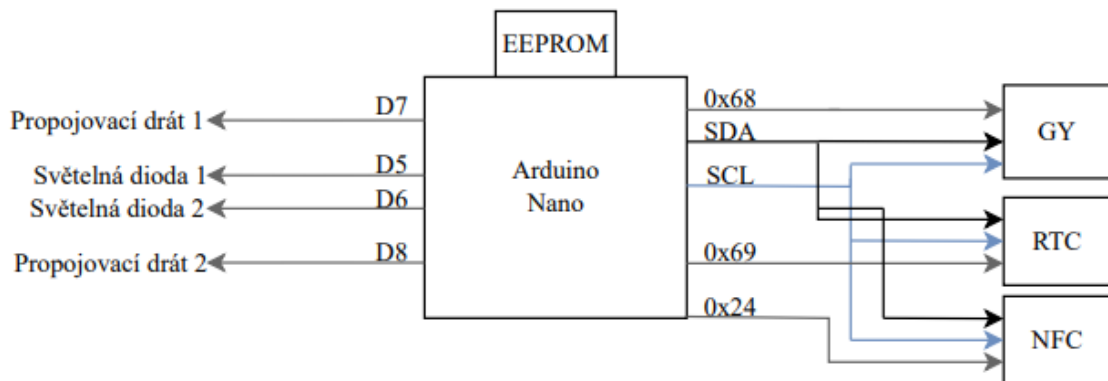 EEPROM
D7
Propojovací drát 1
D5
Světelná dioda 1
D6
Světelná dioda 2
D8
Propojovací drát 2
Arduino
Nano
0x68
SDA
SCL
0x69
0x24
GY
RTC
NFC